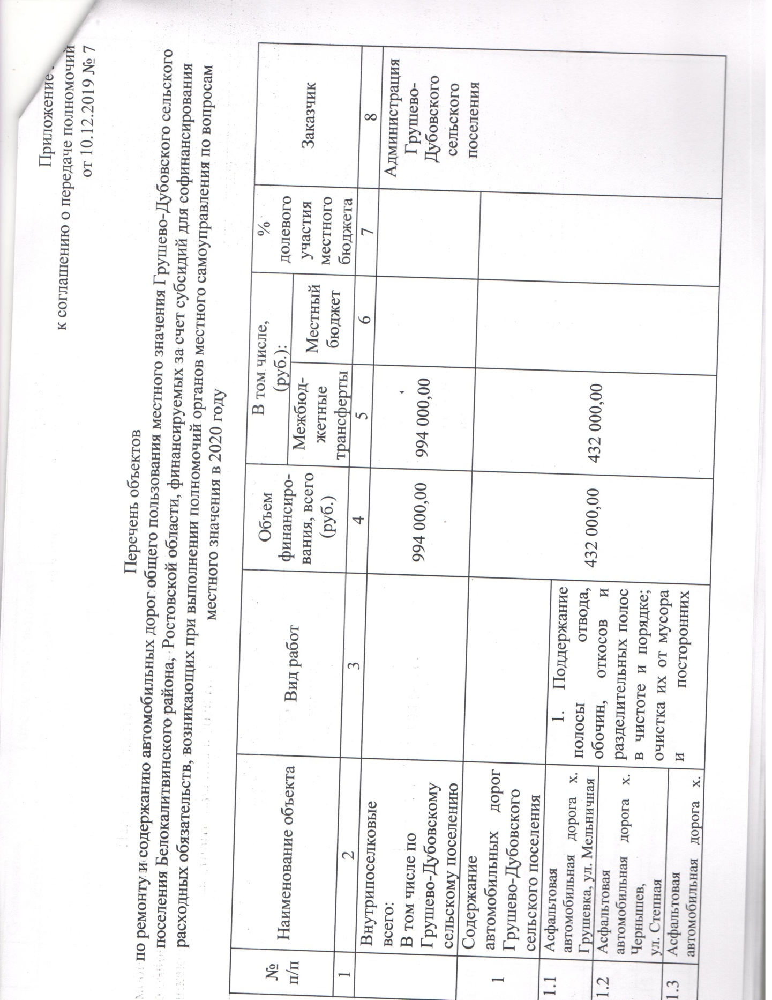 Приложение
к соглашению о передаче полномочий
от 10.12.2019 № 7
Перечень объектов
по ремонту и содержанию автомобильных дорог общего пользования местного значения Грушево-Дубовского сельского
поселения Белокалитвинского района, Ростовской области, финансируемых за счет субсидий для софинансирования
расходных обязательств, возникающих при выполнении полномочий органов местного самоуправления по вопросам
местного значения в 2020 году
№
п/п
Наименование объекта
Вид работ
Объем
финансиро-
вания, всего
(руб.)
В том числе,
(руб.):
Межбюд-
жетные
трансферты
Местный
бюджет
%
долевого
участия
местного
бюджета
Заказчик
1
2
3
4
5
6
7
8
Внутрипоселковые
всего:
В том числе по
Грушево-Дубовскому
сельскому поселению
994 000,00
994 000,00
Администрация
Грушево-
Дубовского
сельского
поселения
1
Содержание
автомобильных дорог
Грушево-Дубовского
сельского поселения
432 000,00
432 000,00
1.1
Асфальтовая
автомобильная дорога х.
Грушевка, ул. Мельничная
1. Поддержание
полосы отвода,
обочин, откосов и
разделительных полос
в чистоте и порядке;
очистка их от мусора
и посторонних
1.2
Асфальтовая
автомобильная дорога х.
Чернышев,
ул. Степная
1.3
Асфальтовая
автомобильная дорога х.